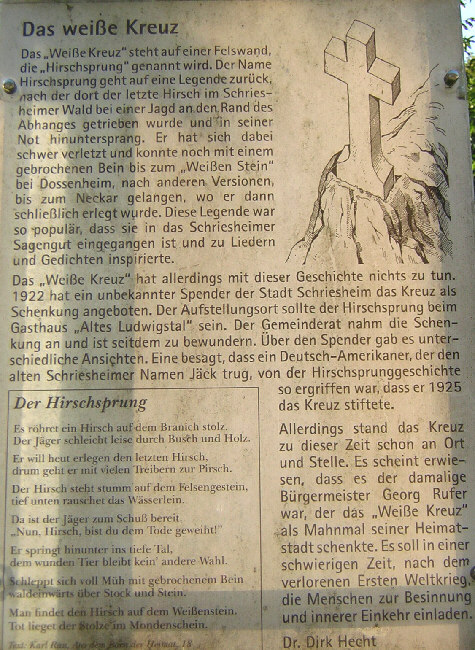 Das weiße Kreuz
Das „Weiße Kreuz" steht auf einer Felswand,
die „Hirschsprung" genannt wird. Der Name
Hirschsprung geht auf eine Legende zurück,
nach der dort der letzte Hirsch im Schries-
heimer Wald bei einer Jagd an den Rand des
Abhanges getrieben wurde und in seiner
Not hinuntersprang. Er hat sich dabei
schwer verletzt und konnte noch mit einem
gebrochenen Bein bis zum „Weißen Stein"
bei Dossenheim, nach anderen Versionen,
bis zum Neckar gelangen, wo er dann
schließlich erlegt wurde. Diese Legende war
so populär, dass sie in das Schriesheimer
Sagengut eingegangen ist und zu Liedern
und Gedichten inspirierte.
Das „Weiße Kreuz" hat allerdings mit dieser Geschichte nichts zu tun.
1922 hat ein unbekannter Spender der Stadt Schriesheim das Kreuz als
Schenkung angeboten. Der Aufstellungsort sollte der Hirschsprung beim
Gasthaus „Altes Ludwigstal" sein. Der Gemeinderat nahm die Schen-
kung an und ist seitdem zu bewundern. Über den Spender gab es unter-
schiedliche Ansichten. Eine besagt, dass ein Deutsch-Amerikaner, der den
alten Schriesheimer Namen Jäck trug, von der Hirschsprunggeschichte
so ergriffen war, dass er 1925
das Kreuz stiftete.
Allerdings stand das Kreuz
zu dieser Zeit schon an Ort
und Stelle. Es scheint erwie-
sen, dass es der damalige
Bürgermeister Georg Rufer
war, der das „Weiße Kreuz"
als Mahnmal seiner Heimat-
stadt schenkte. Es soll in einer
schwierigen Zeit, nach dem
verlorenen Ersten Weltkrieg,
die Menschen zur Besinnung
und innerer Einkehr einladen.
Dr. Dirk Hecht
Der Hirschsprung
Es röhret ein Hirsch auf dem Branich stolz.
Der Jäger schleicht leise durch Busch und Holz.
Er will heut erlegen den letzten Hirsch,
drum geht er mit vielen Treibern zur Pirsch.
Der Hirsch steht stumm auf dem Felsengestein,
tief unten rauschet das Wässerlein.
Da ist der Jäger zum Schuß bereit
„Nun, Hirsch, bist du dem Tode geweiht!"
Er springt hinunter ins tiefe Tal,
dem wunden Tier bleibt kein' andere Wahl.
Schleppt sich voll Müh mit gebrochenem Bein
waldeinwärts über Stock und Stein.
Man findet den Hirsch auf dem Weißenstein.
Tot lieget der Stolze im Mondenschein.
Text: Karl Rau, Aus dem Born der Heimat, 18